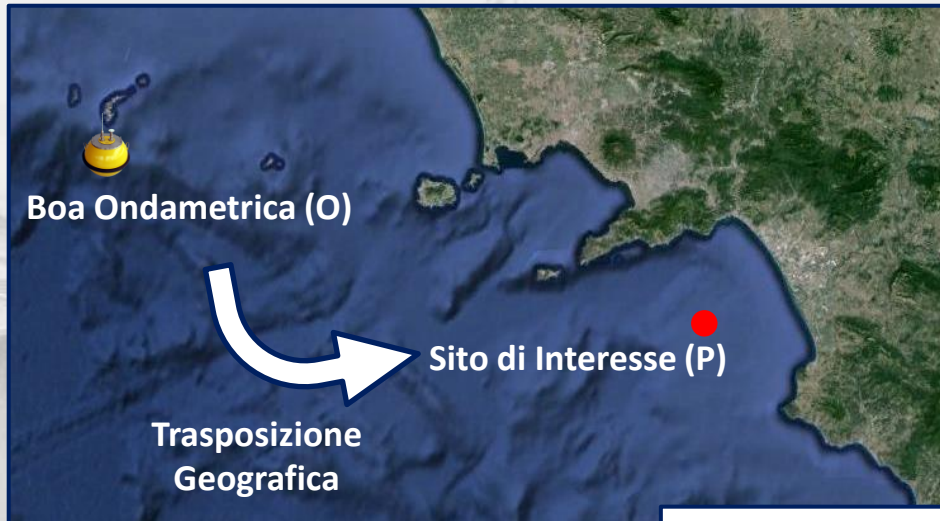 Boa Ondametrica (O)
Sito di Interesse (P)
Trasposizione
Geografica